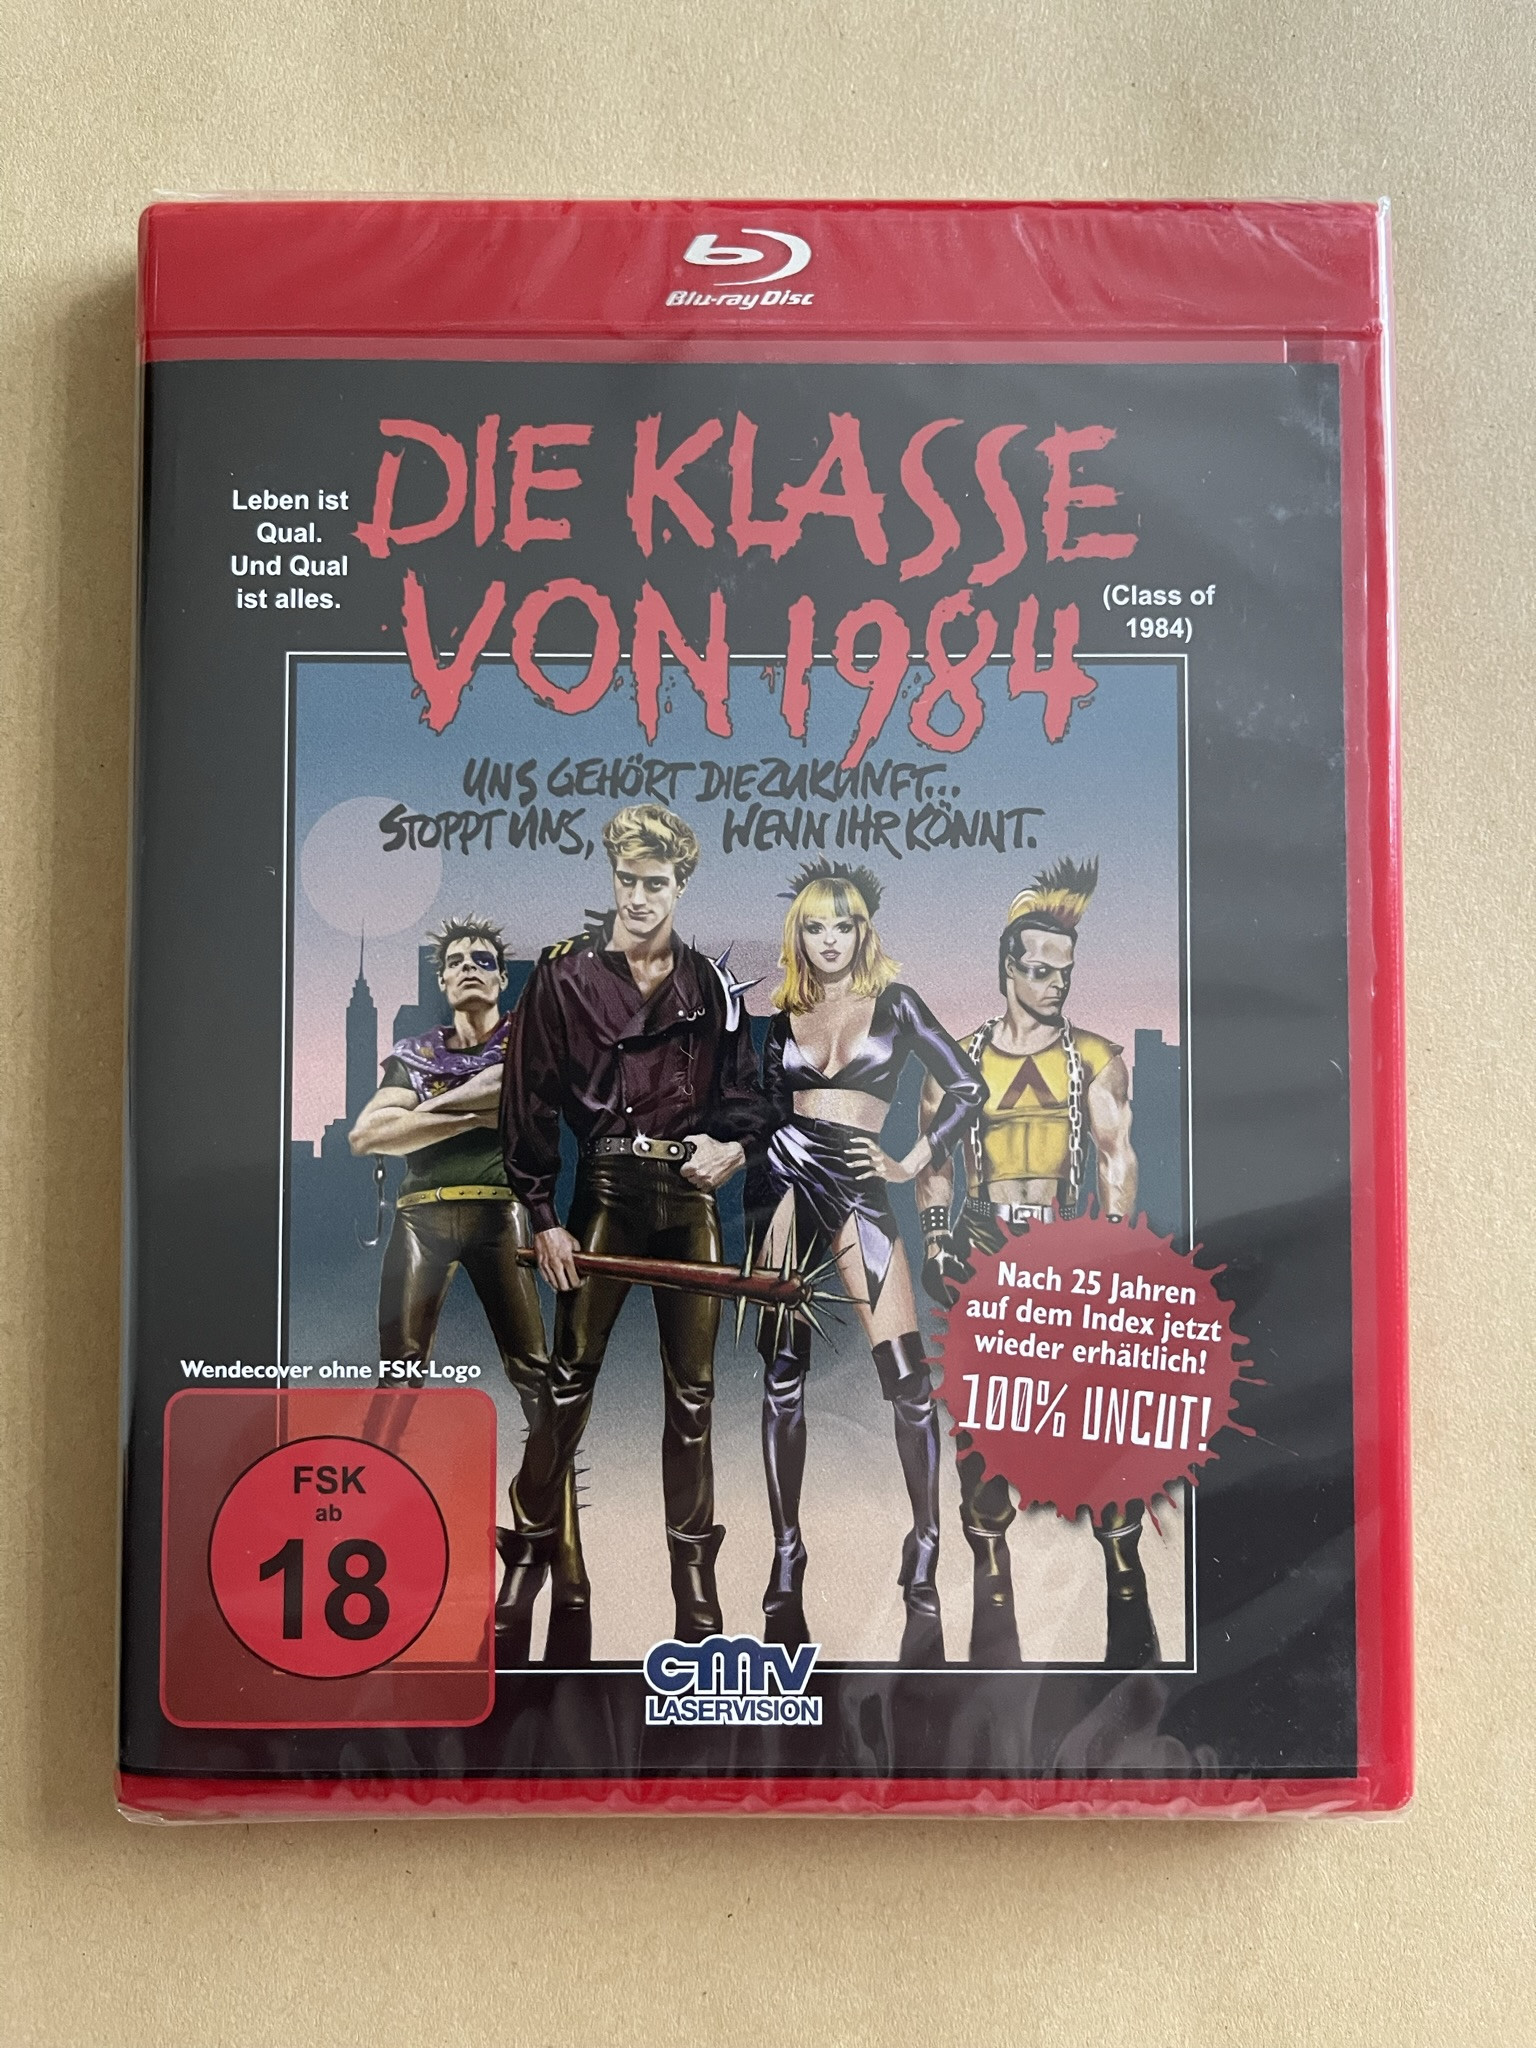 Blu-ray Disc
DIE KLASSE
VON 1984
Leben ist
Qual.
Und Qual
ist alles.
(Class of
1984)
UNS GEHÖRT DIE ZUKUNFT...
STOPPT UNS, WENN IHR KÖNNT.
Nach 25 Jahren
auf dem Index jetzt
wieder erhältlich!
100% UNCUT!
Wendecover ohne FSK-Logo
FSK
ab
18
cmv
LASERVISION